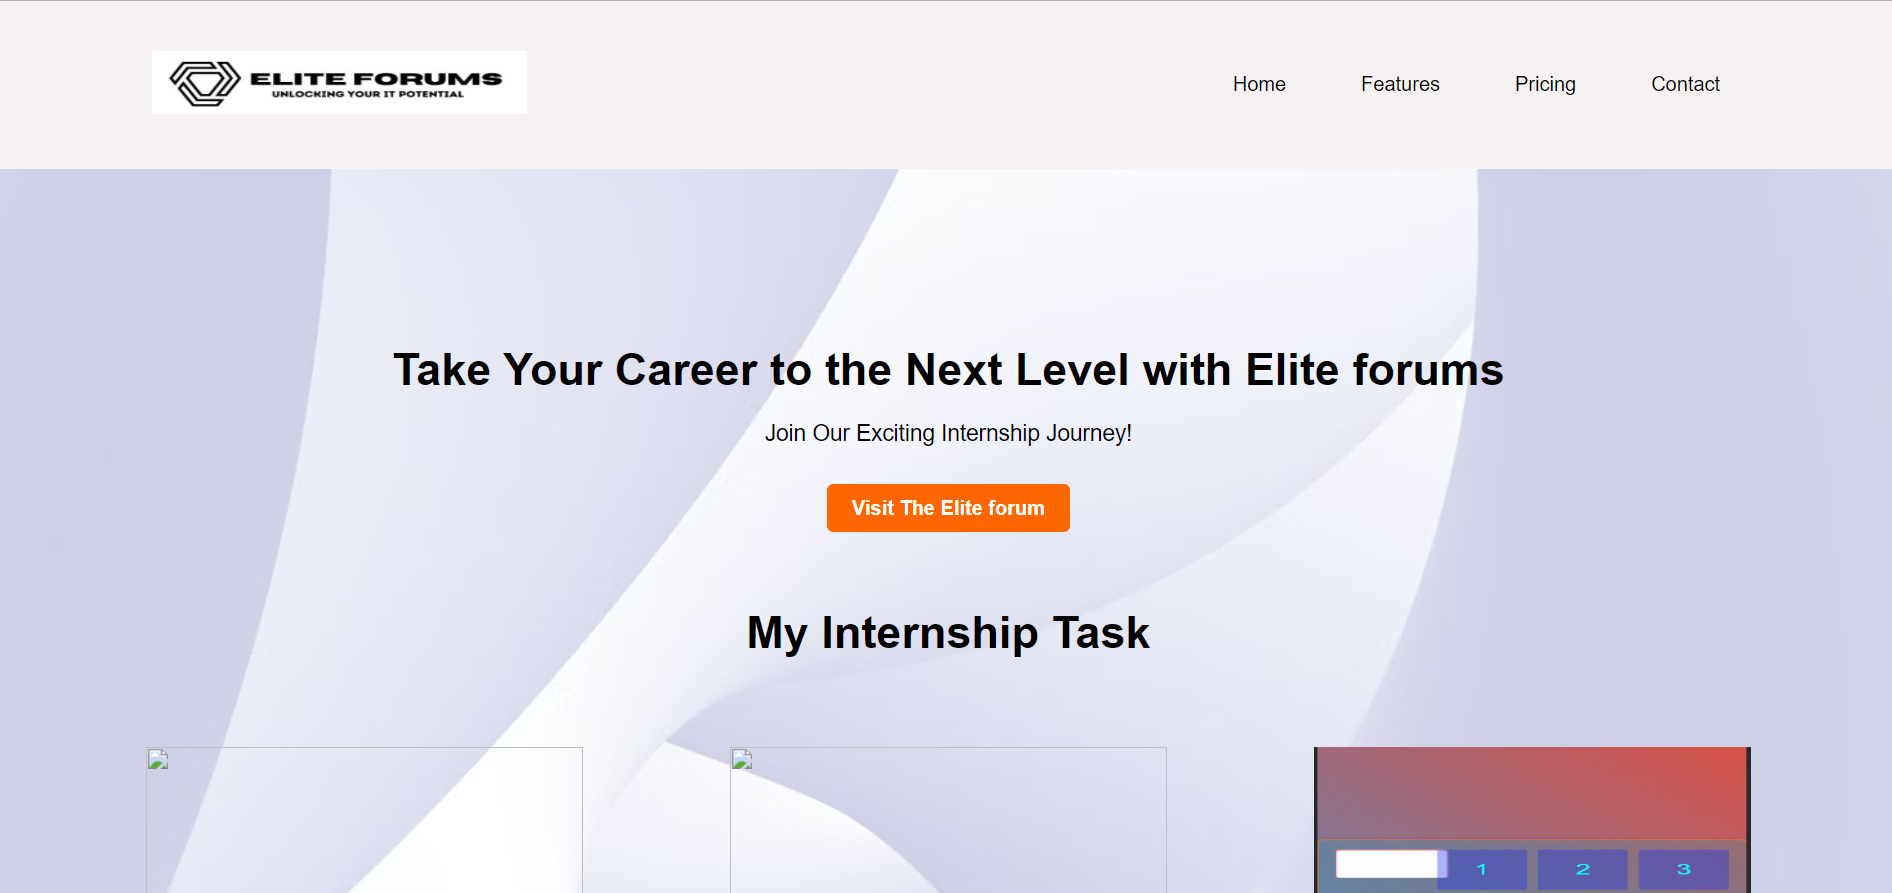 ELITE FORUMS
UNLOCKING YOUR IT POTENTIAL
Home Features Pricing Contact
Take Your Career to the Next Level with Elite forums
Join Our Exciting Internship Journey!
Visit The Elite forum
My Internship Task
1 2 3